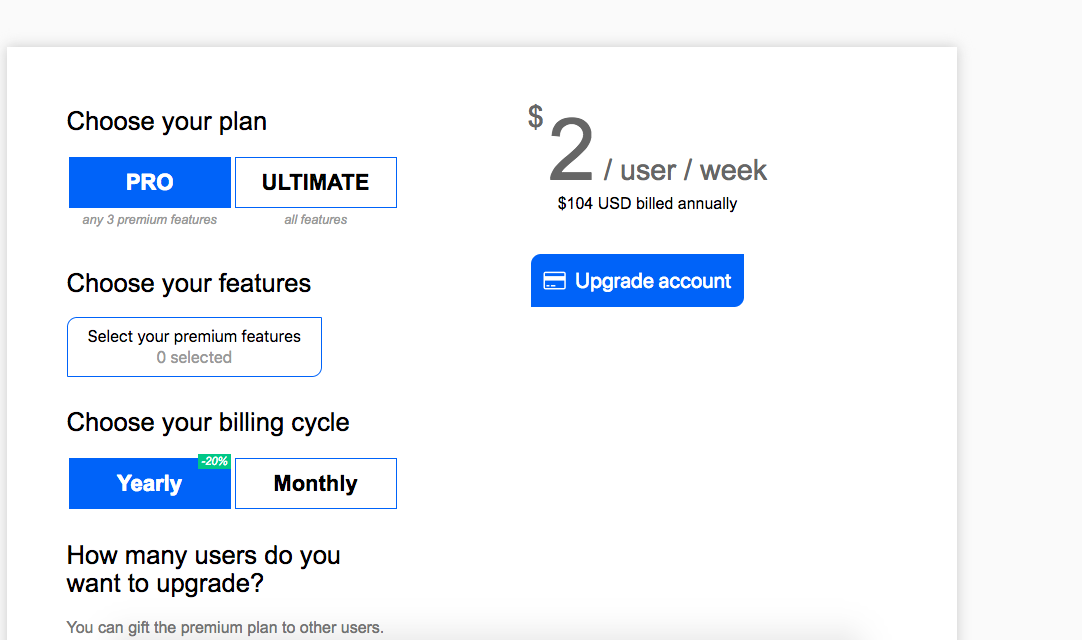 Choose your plan
PRO
ULTIMATE
any 3 premium features
all features
Choose your features
Select your premium features
0 selected
Choose your billing cycle
-20%
Yearly
Monthly
How many users do you
want to upgrade?
You can gift the premium plan to other users.
$2 / user / week
$104 USD billed annually
Upgrade account